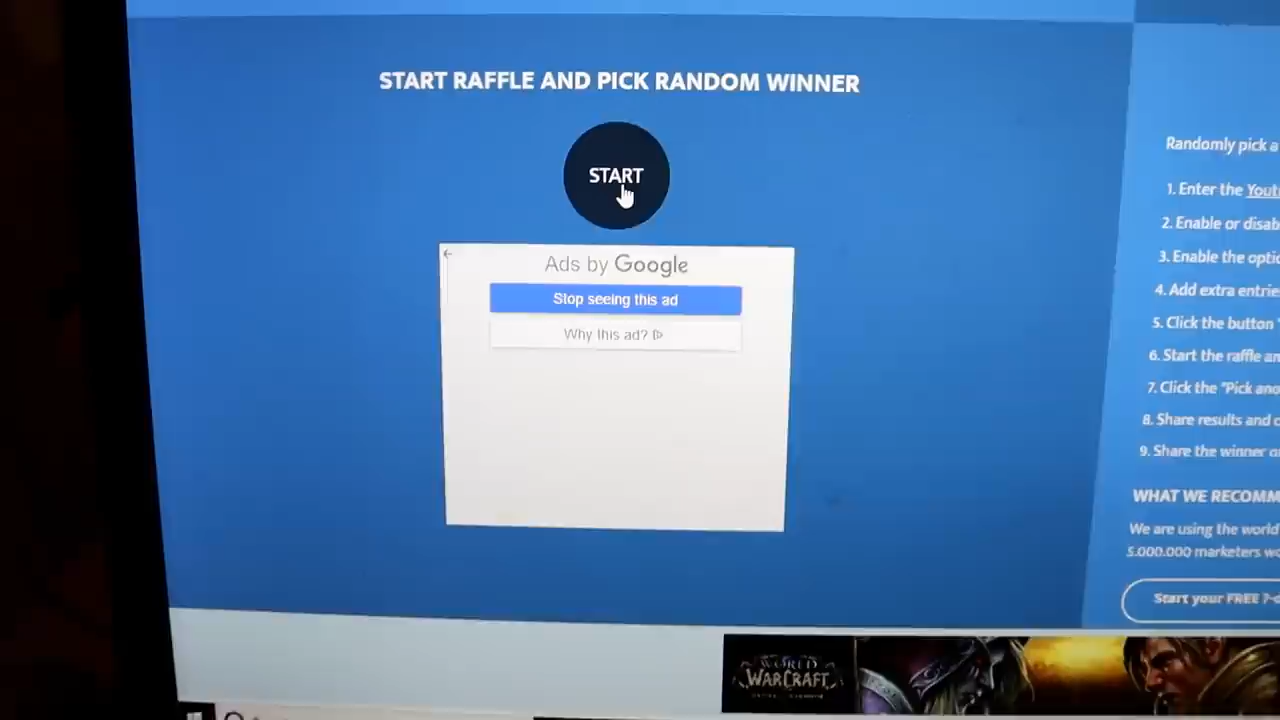 START RAFFLE AND PICK RANDOM WINNER
START
Ads by Google
Stop seeing this ad
Why this ad?
Randomly pick a
1. Enter the Yout
2. Enable or disab
3. Enable the optio
4. Add extra entrie
5. Click the button "
6. Start the raffle an
7. Click the "Pick ano
8. Share results and c
9. Share the winner o
WHAT WE RECOMM
We are using the world
5.000.000 marketers wo
Start your FREE 7-d
WORLD
WARCRAFT